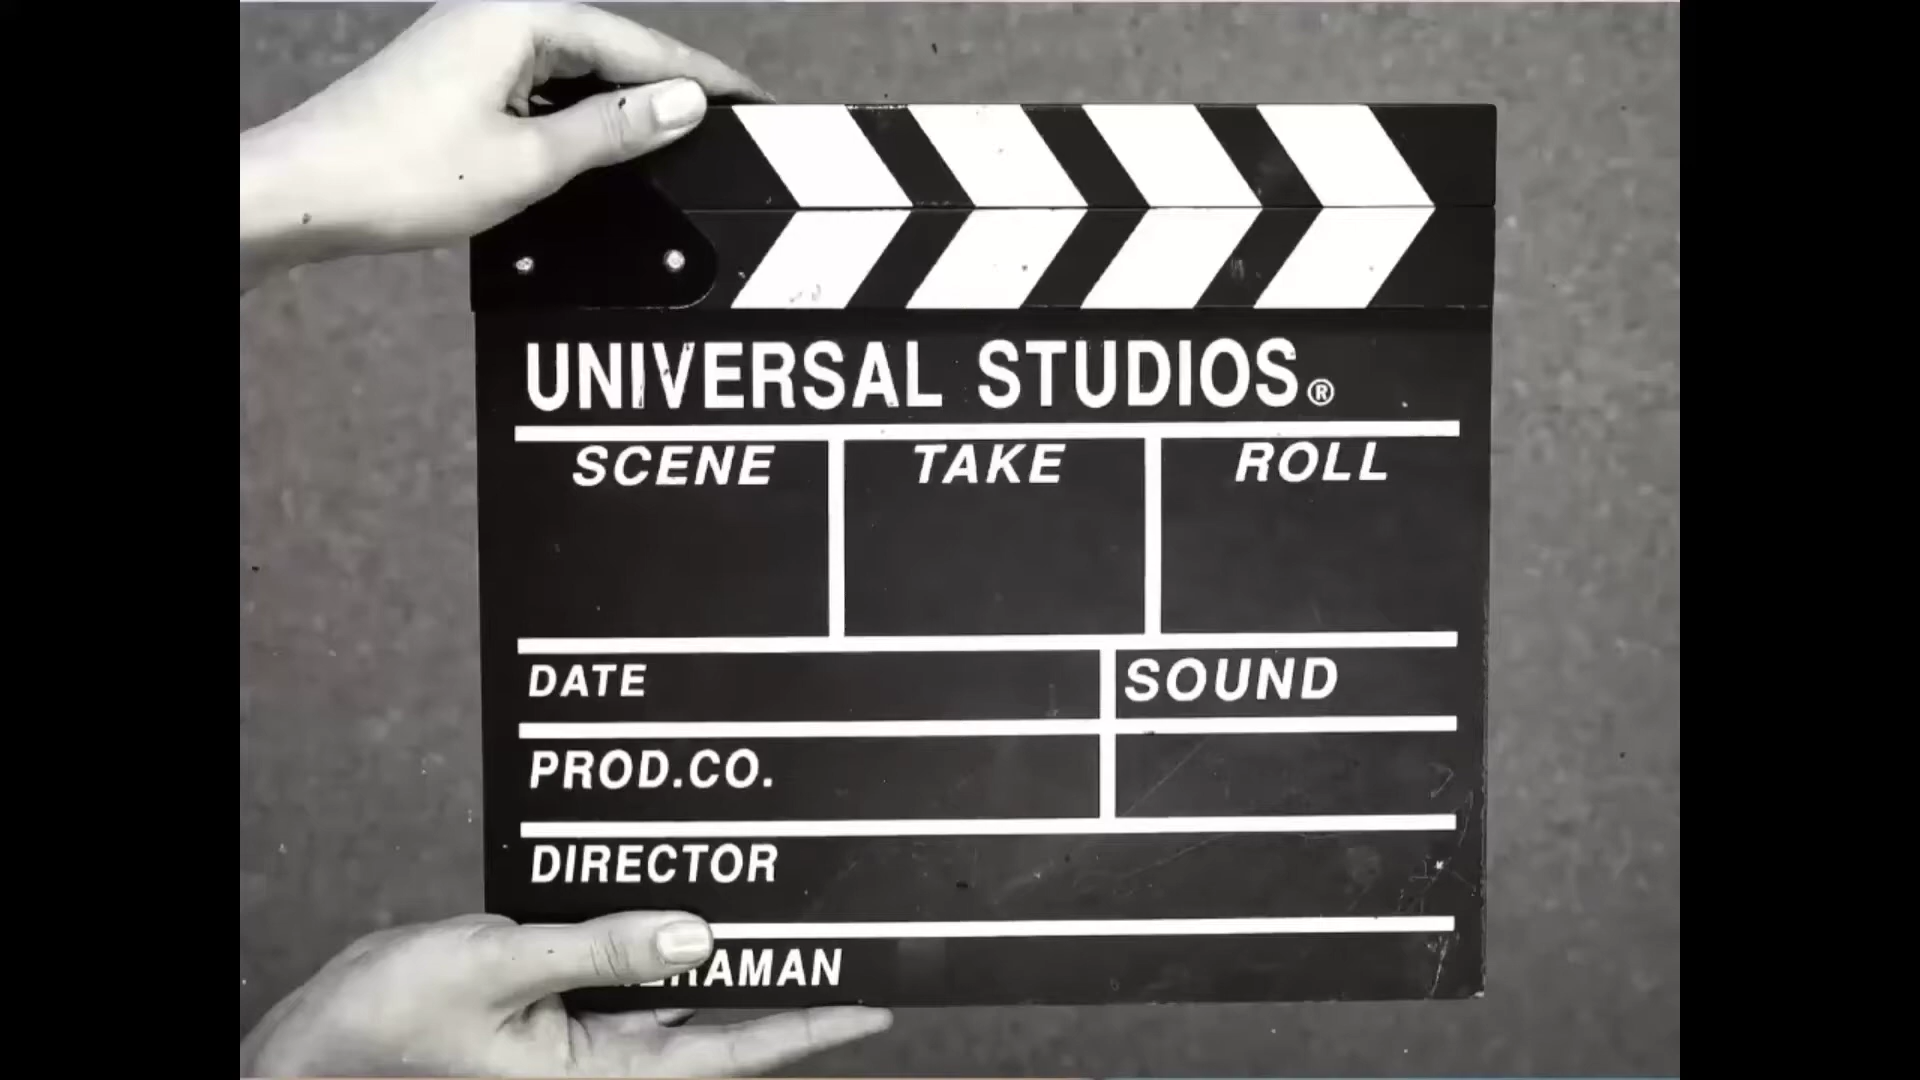 UNIVERSAL STUDIOS®
SCENE TAKE ROLL
DATE SOUND
PROD.CO.
DIRECTOR